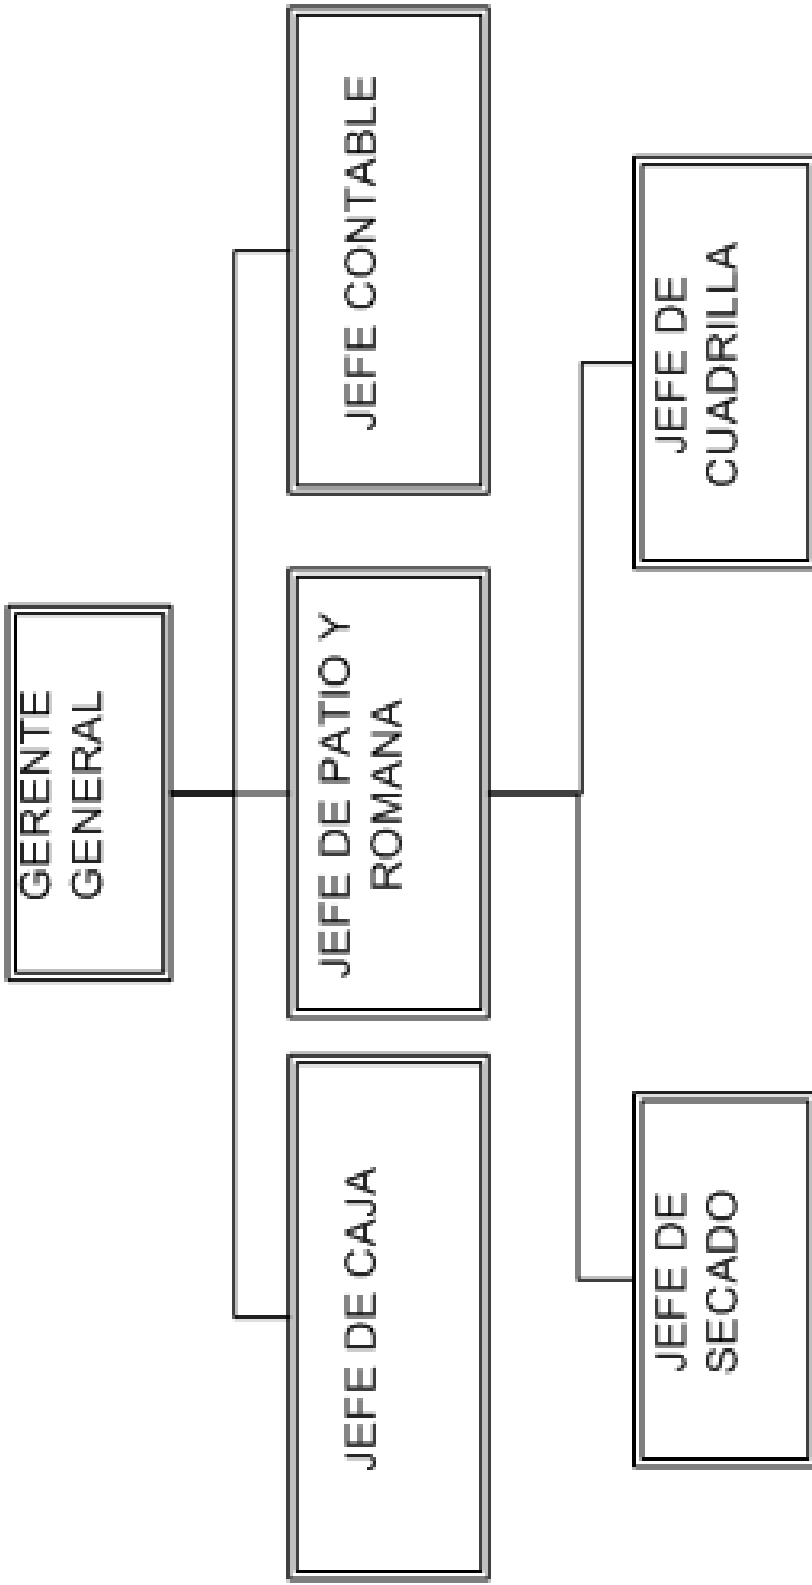 GERENTE
GENERAL
JEFE DE CAJA
JEFE DE PATIO Y
ROMANA
JEFE CONTABLE
JEFE DE
SECADO
JEFE DE
CUADRILLA